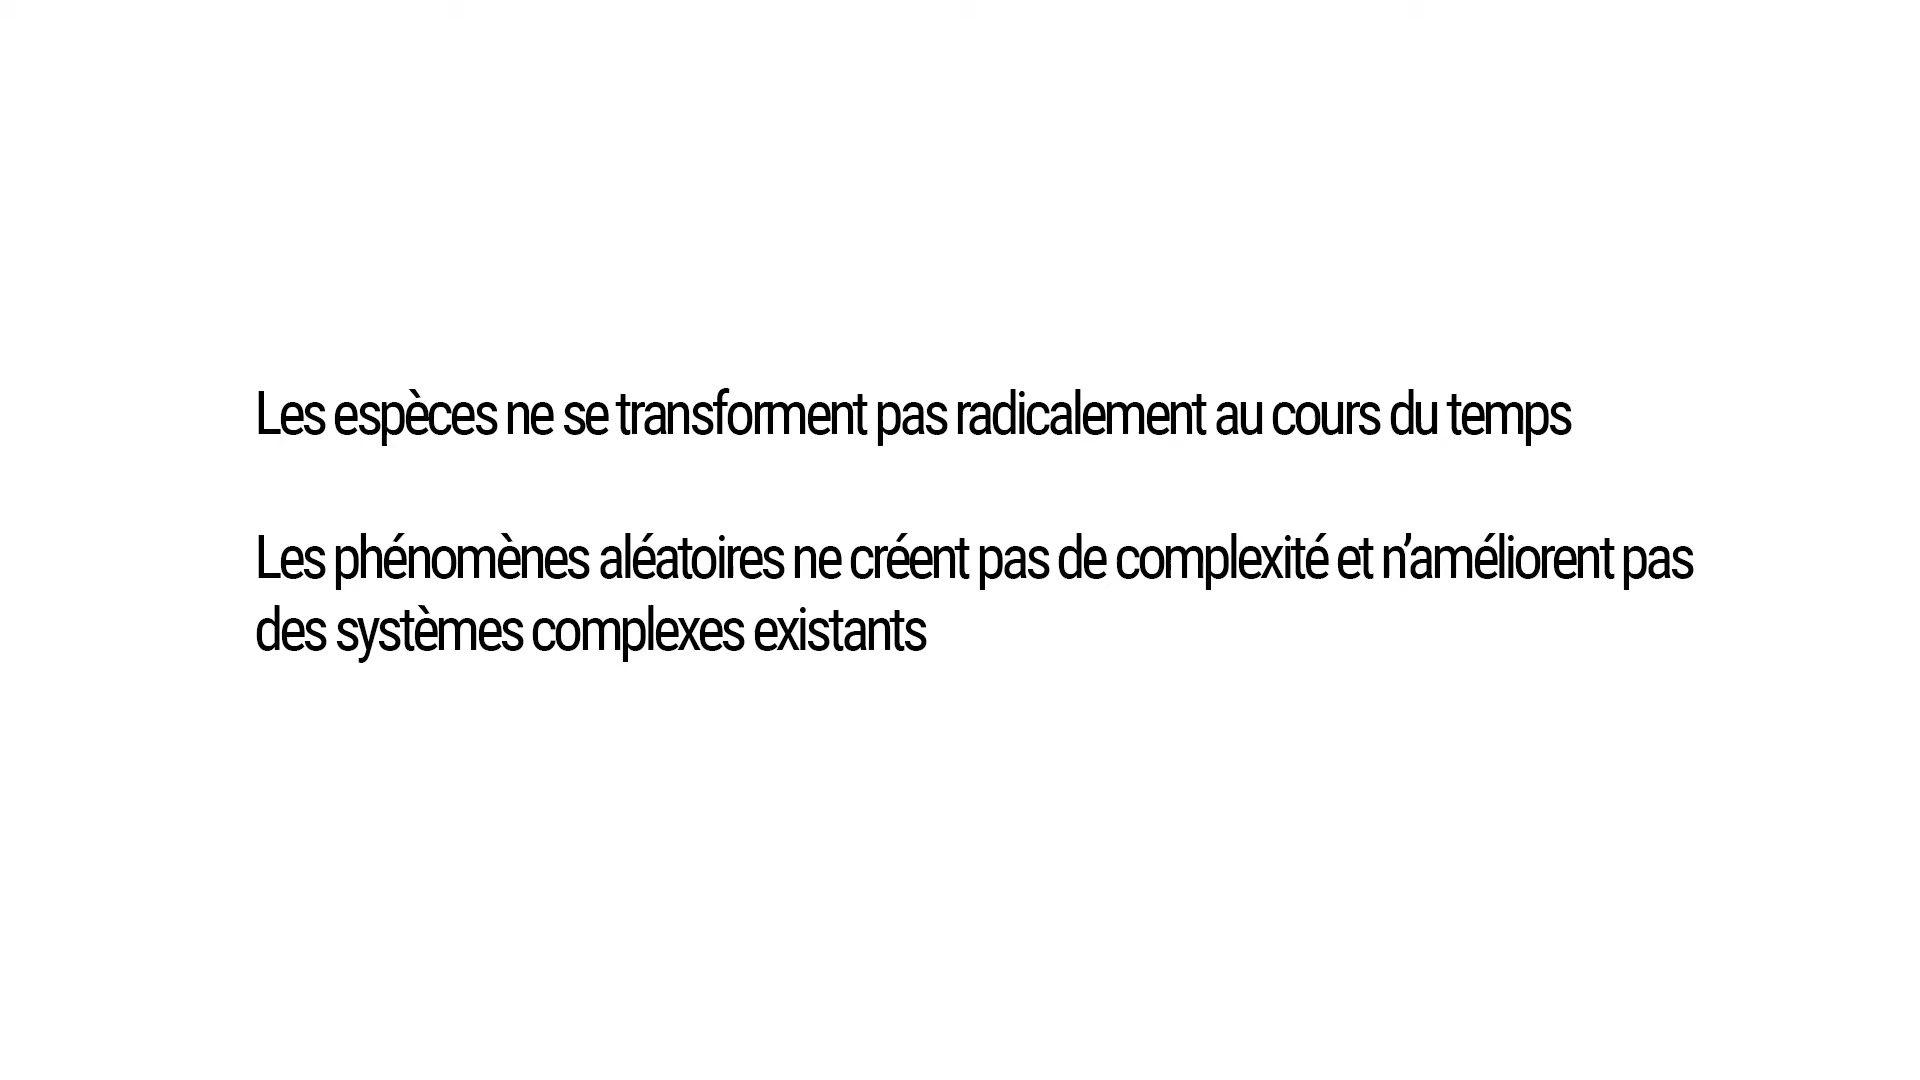 Les espèces ne se transforment pas radicalement au cours du temps
Les phénomènes aléatoires ne créent pas de complexité et n’améliorent pas
des systèmes complexes existants